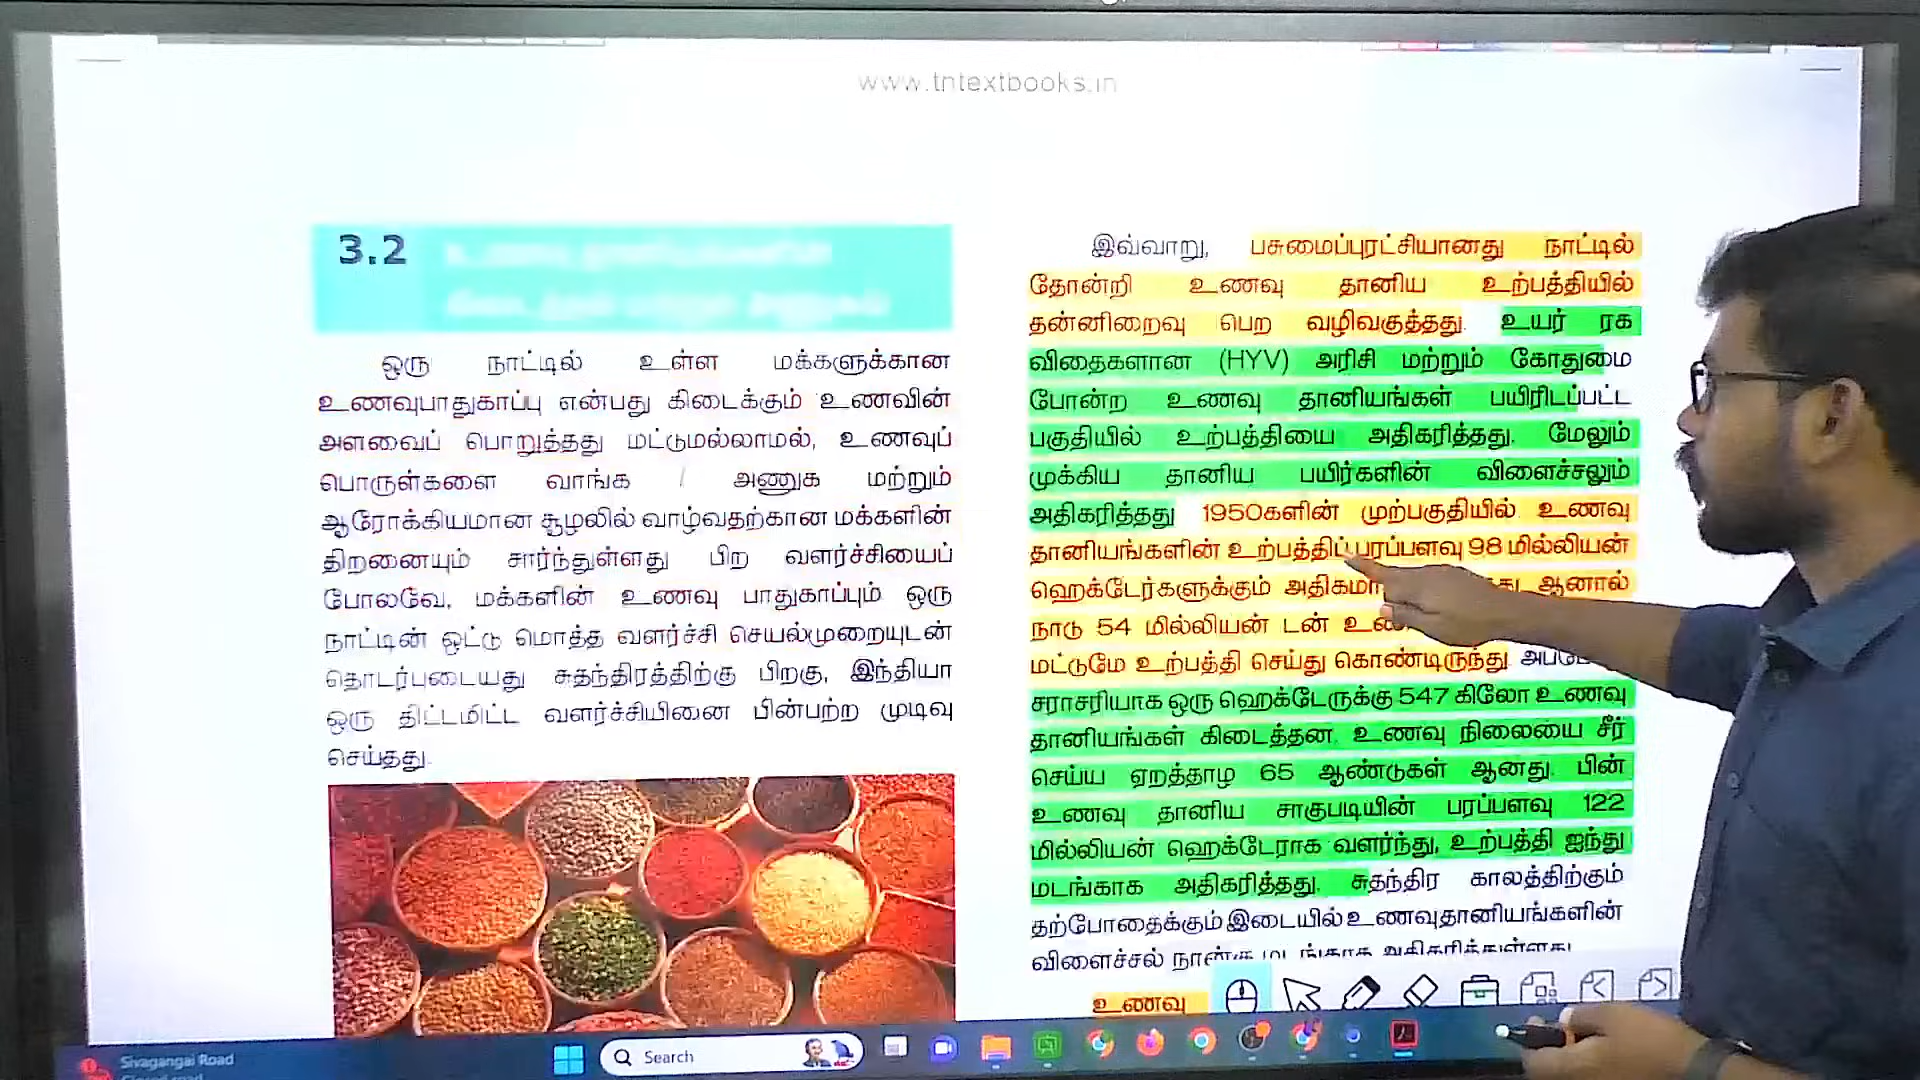 www.tntextbooks.in
3.2
ஒரு நாட்டில் உள்ள மக்களுக்கான
உணவுபாதுகாப்பு என்பது கிடைக்கும் உணவின்
அளவைப் பொறுத்தது மட்டுமல்லாமல், உணவுப்
பொருள்களை வாங்க / அணுக மற்றும்
ஆரோக்கியமான சூழலில் வாழ்வதற்கான மக்களின்
திறனையும் சார்ந்துள்ளது பிற வளர்ச்சியைப்
போலவே, மக்களின் உணவு பாதுகாப்பும் ஒரு
நாட்டின் ஒட்டு மொத்த வளர்ச்சி செயல்முறையுடன்
தொடர்புடையது சுதந்திரத்திற்கு பிறகு, இந்தியா
ஒரு திட்டமிட்ட வளர்ச்சியினை பின்பற்ற முடிவு
செய்தது.
இவ்வாறு, பசுமைப்புரட்சியானது நாட்டில்
தோன்றி உணவு தானிய உற்பத்தியில்
தன்னிறைவு பெற வழிவகுத்தது. உயர் ரக
விதைகளான (HYV) அரிசி மற்றும் கோதுமை
போன்ற உணவு தானியங்கள் பயிரிடப்பட்ட
பகுதியில் உற்பத்தியை அதிகரித்தது. மேலும்
முக்கிய தானிய பயிர்களின் விளைச்சலும்
அதிகரித்தது 1950களின் முற்பகுதியில் உணவு
தானியங்களின் உற்பத்திப் பரப்பளவு 98 மில்லியன்
ஹெக்டேர்களுக்கும் ஆனால்
நாடு 54 மில்லியன் டன்
மட்டுமே உற்பத்தி செய்து கொண்டிருந்து
சராசரியாக ஒரு ஹெக்டேருக்கு 547 கிலோ உணவு
தானியங்கள் கிடைத்தன. உணவு நிலையை சீர்
செய்ய ஏறத்தாழ 65 ஆண்டுகள் ஆனது. பின்
உணவு தானிய சாகுபடியின் பரப்பளவு 122
மில்லியன் ஹெக்டேராக வளர்ந்து, உற்பத்தி ஐந்து
மடங்காக அதிகரித்தது. சுதந்திர காலத்திற்கும்
தற்போதைக்கும் இடையில் உணவுதானியங்களின்
விளைச்சல் நான்கு மடங்காக அதிகரித்துள்ளது
உணவு
Sivagangai Road
Closed road
Search